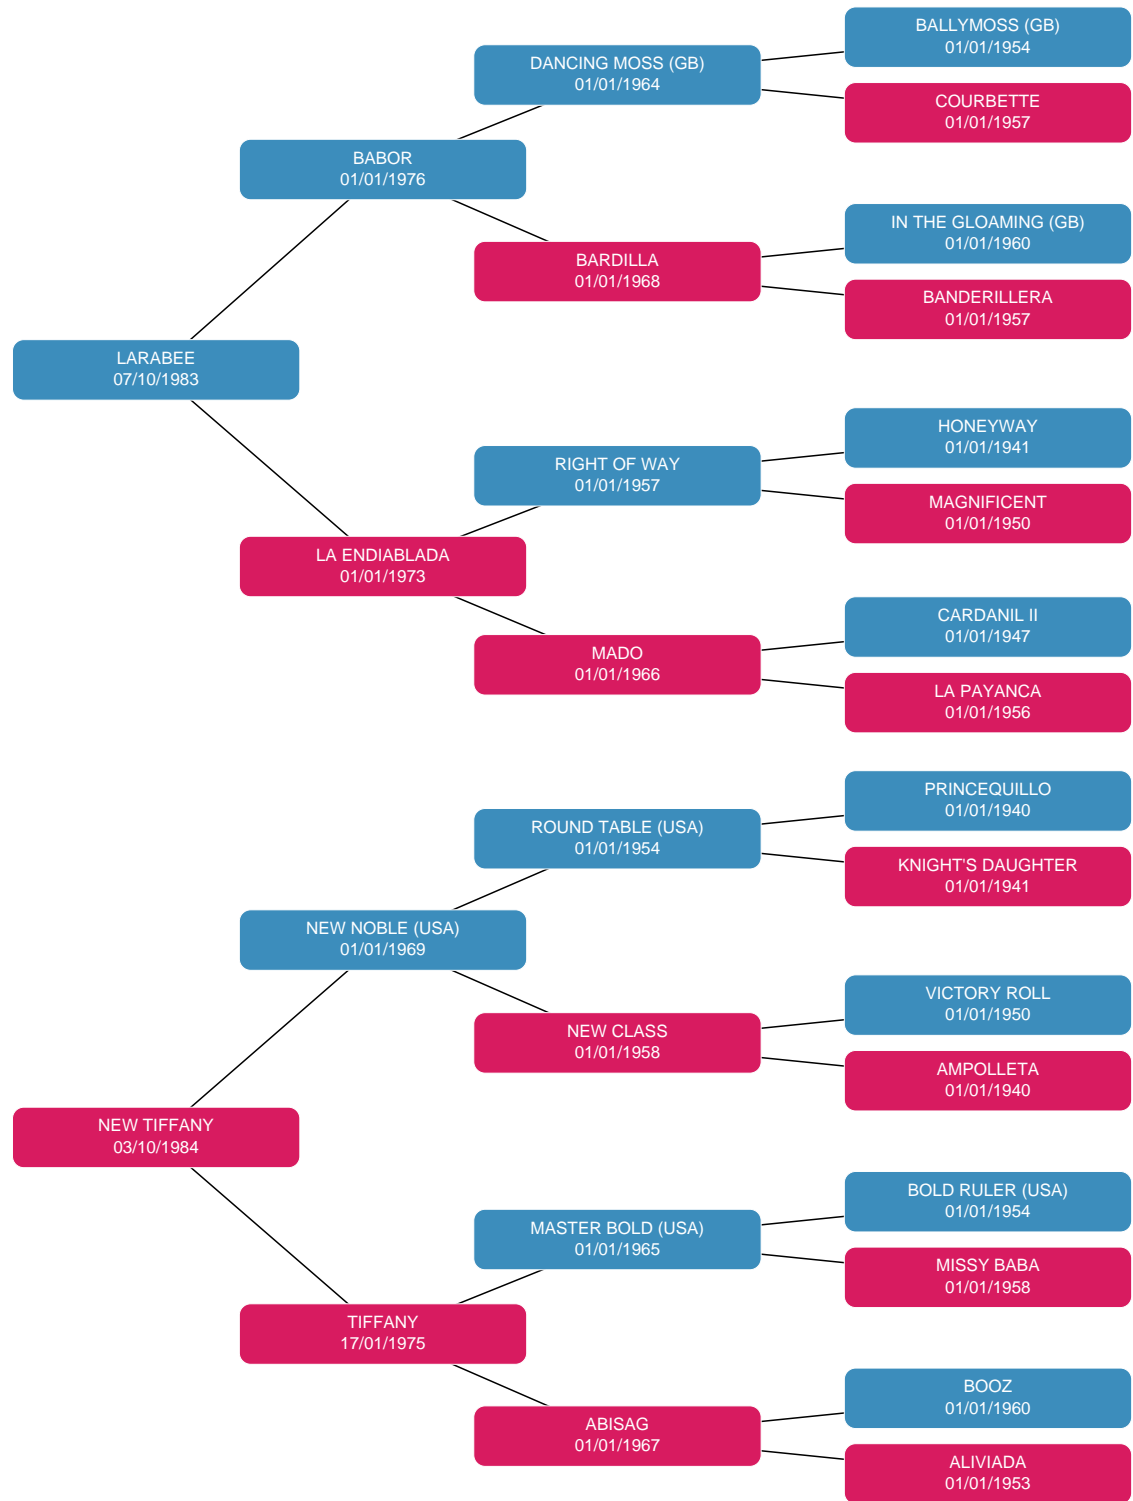 BALLYMOSS (GB)
01/01/1954
DANCING MOSS (GB)
01/01/1964
COURBETTE
01/01/1957
BABOR
01/01/1976
IN THE GLOAMING (GB)
01/01/1960
BARDILLA
01/01/1968
BANDERILLERA
01/01/1957
LARABEE
07/10/1983
HONEYWAY
01/01/1941
RIGHT OF WAY
01/01/1957
MAGNIFICENT
01/01/1950
LA ENDIABLADA
01/01/1973
CARDANIL II
01/01/1947
MADO
01/01/1966
LA PAYANCA
01/01/1956
PRINCEQUILLO
01/01/1940
ROUND TABLE (USA)
01/01/1954
KNIGHT'S DAUGHTER
01/01/1941
NEW NOBLE (USA)
01/01/1969
VICTORY ROLL
01/01/1950
NEW CLASS
01/01/1958
AMPOLLETA
01/01/1940
NEW TIFFANY
03/10/1984
BOLD RULER (USA)
01/01/1954
MASTER BOLD (USA)
01/01/1965
MISSY BABA
01/01/1958
TIFFANY
17/01/1975
BOOZ
01/01/1960
ABISAG
01/01/1967
ALIVIADA
01/01/1953